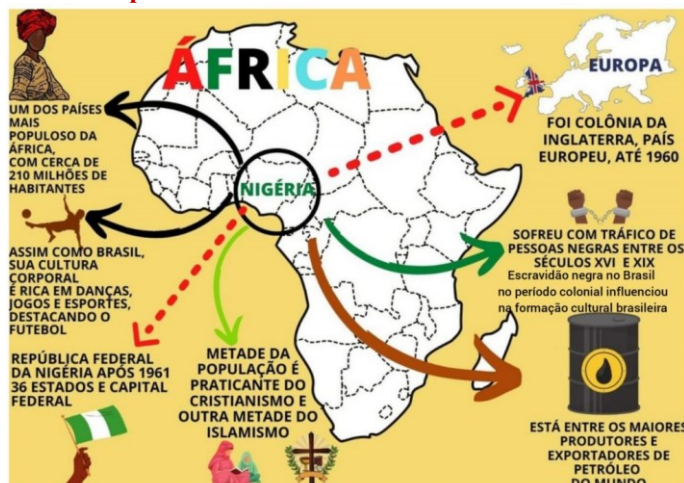 ÁFRICA
EUROPA
UM DOS PAÍSES
MAIS
POPULOSO DA
ÁFRICA,
COM CERCA DE
210 MILHÕES DE
HABITANTES
NIGÉRIA
FOI COLÔNIA DA
INGLATERRA, PAÍS
EUROPEU, ATÉ 1960
ASSIM COMO BRASIL,
SUA CULTURA
CORPORAL
É RICA EM DANÇAS,
JOGOS E ESPORTES,
DESTACANDO O
FUTEBOL
SOFREU COM TRÁFICO DE
PESSOAS NEGRAS ENTRE OS
SÉCULOS XVI E XIX
Escravidão negra no Brasil
no período colonial influenciou
na formação cultural brasileira
REPÚBLICA FEDERAL
DA NIGÉRIA APÓS 1961
36 ESTADOS E CAPITAL
FEDERAL
METADE DA
POPULAÇÃO É
PRATICANTE DO
CRISTIANISMO E
OUTRA METADE DO
ISLAMISMO
ESTÁ ENTRE OS MAIORES
PRODUTORES E
EXPORTADORES DE
PETRÓLEO
DO MUNDO